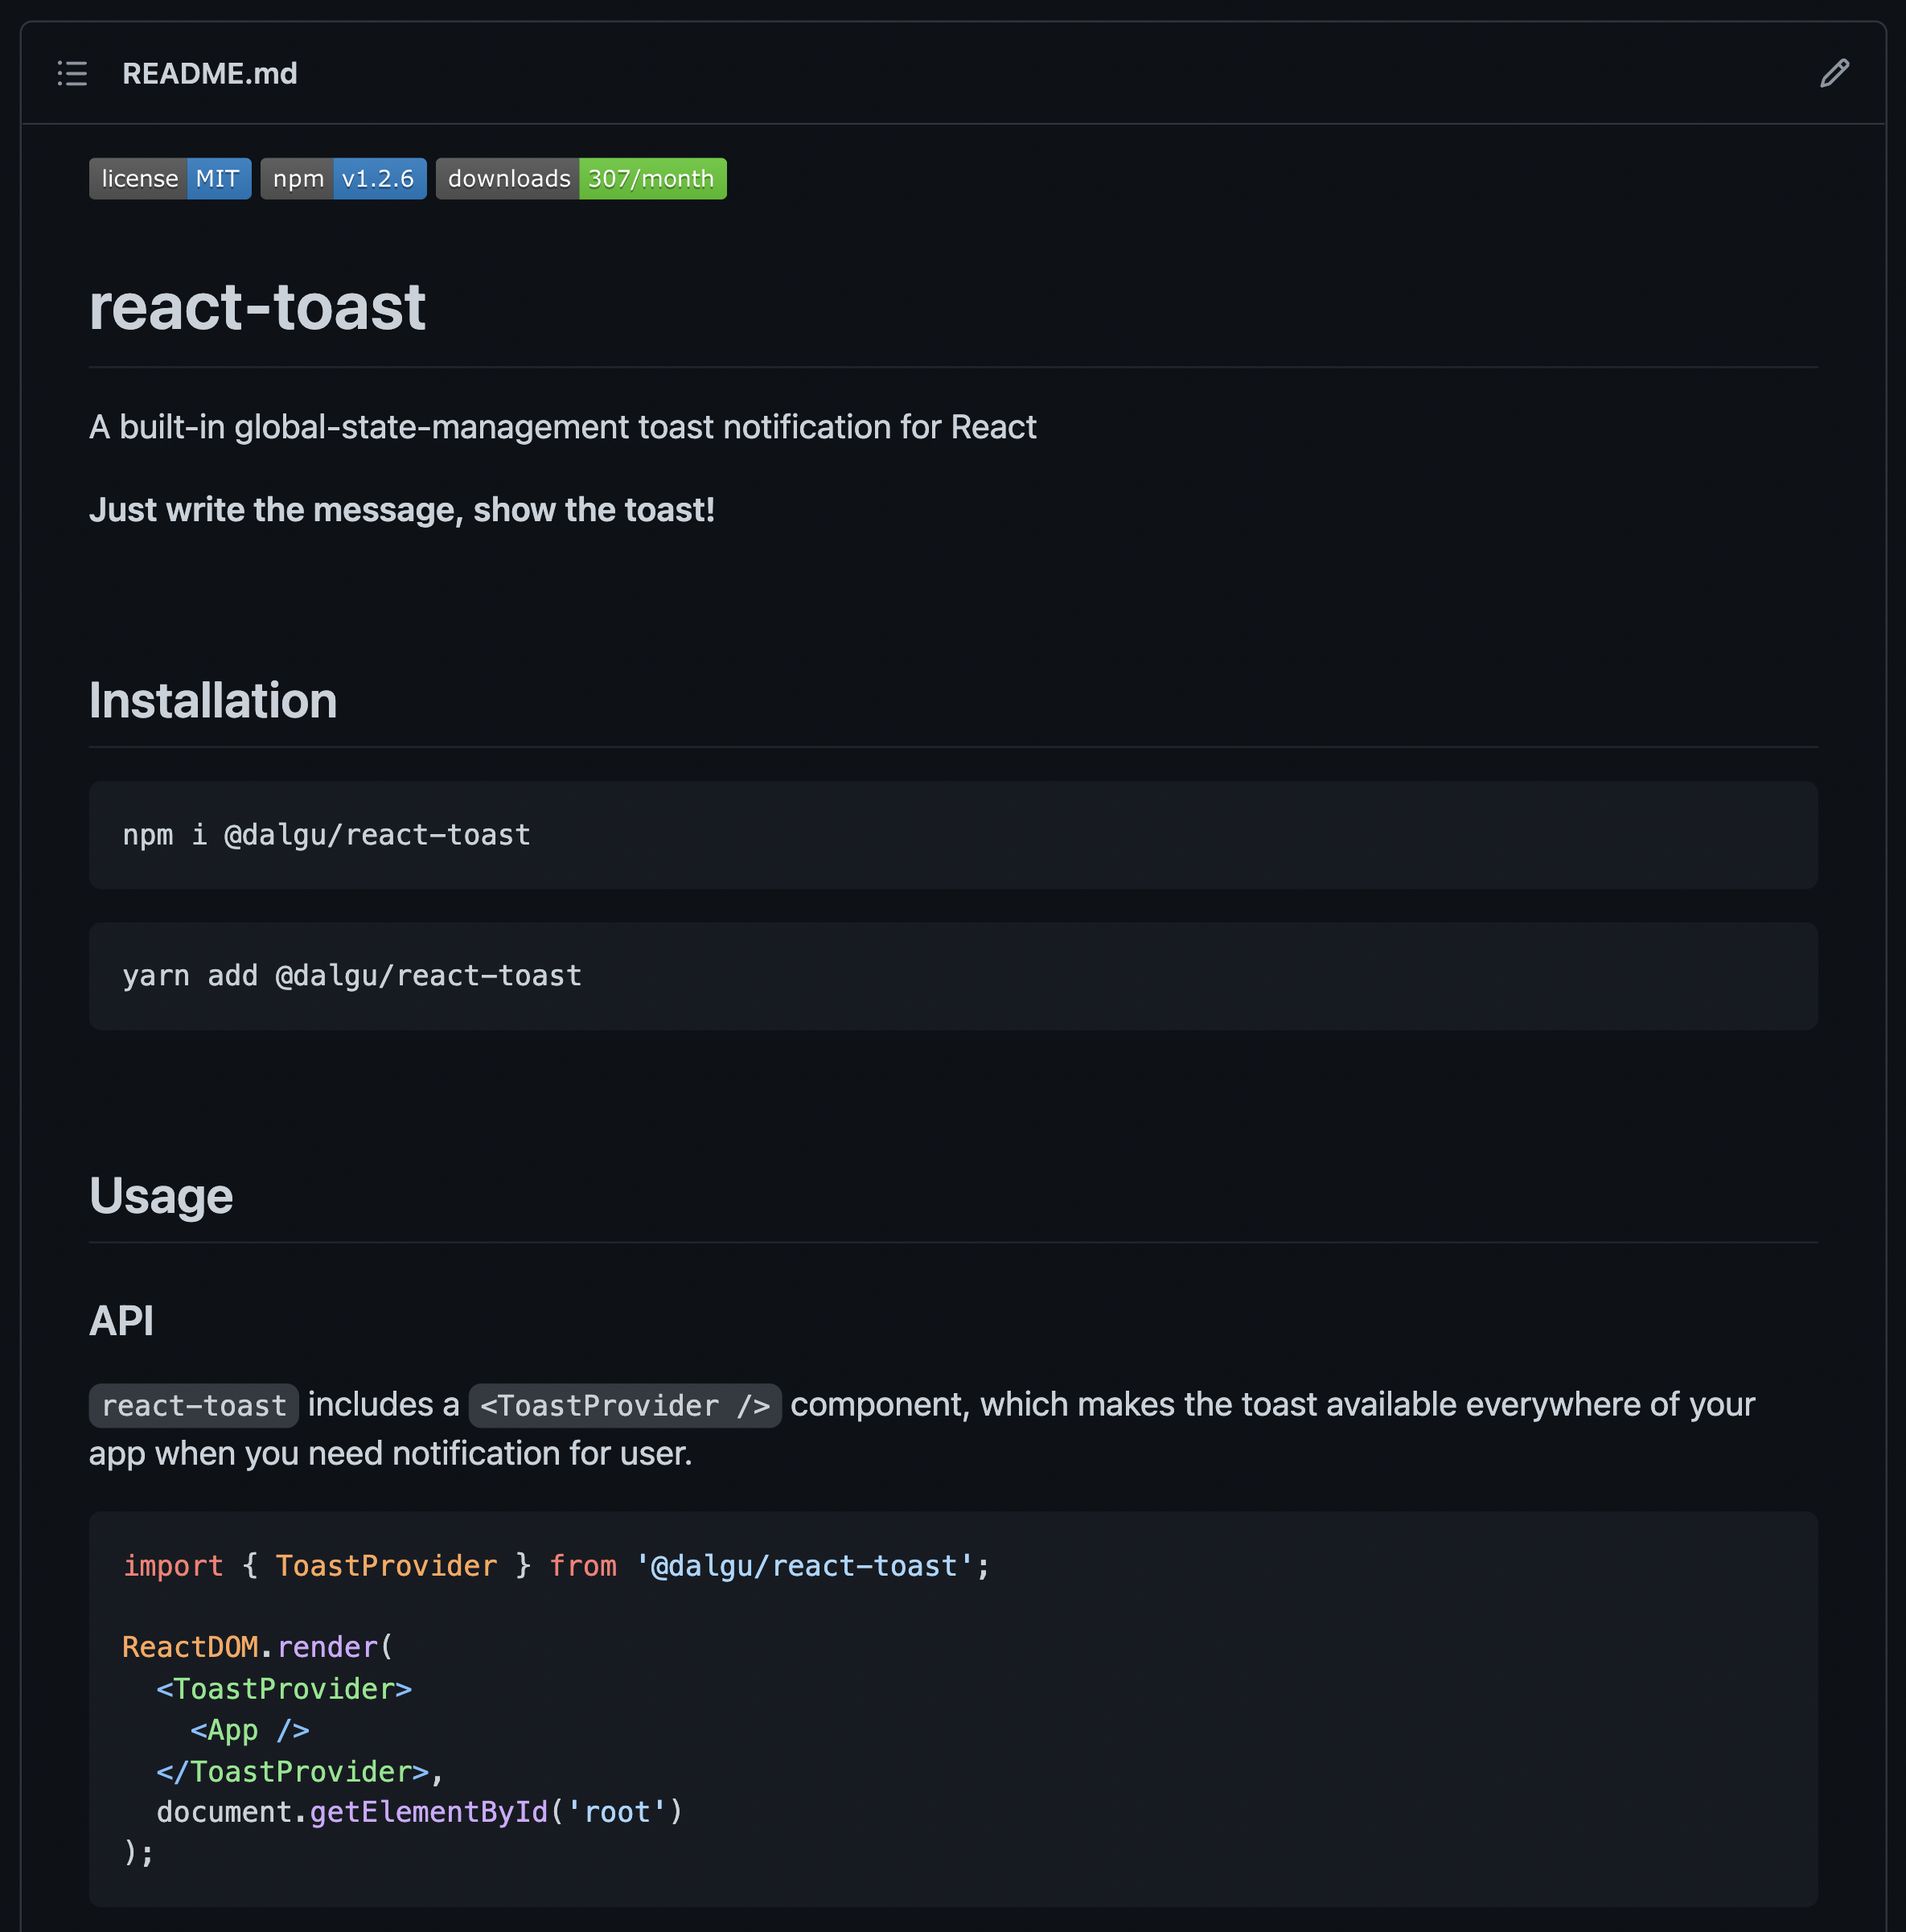 README.md
license MIT npm v1.2.6 downloads 307/month
react-toast
A built-in global-state-management toast notification for React
Just write the message, show the toast!
Installation
npm i @dalgu/react-toast
yarn add @dalgu/react-toast
Usage
API
react-toast includes a <ToastProvider /> component, which makes the toast available everywhere of your
app when you need notification for user.
import { ToastProvider } from '@dalgu/react-toast';
ReactDOM.render(
  <ToastProvider>
    <App />
  </ToastProvider>,
  document.getElementById('root')
);